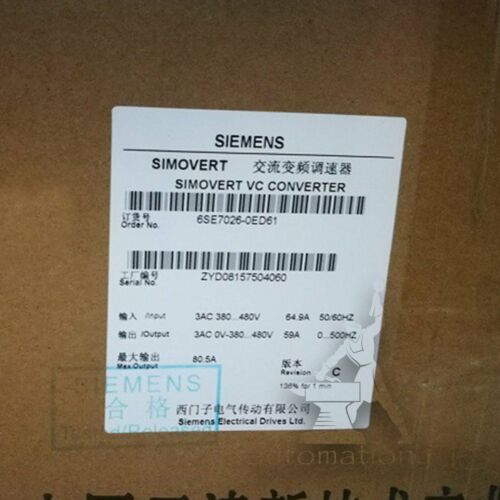 SIEMENS
SIMOVERT 交流变频调速器
SIMOVERT VC CONVERTER
订货号 6SE7026-0ED61
Order No.
工厂编号 ZYD08157504060
Serial No.
输入 /Input 3AC 380...480V 64.9A 50/60HZ
输出 /Output 3AC 0V-380...480V 59A 0...500HZ
最大输出 80.5A 版本 C
Max.Output Revision
136% for 1 min
SIEMENS
合格
Tested/Released
西门子电气传动有限公司
Siemens Electrical Drives Ltd.